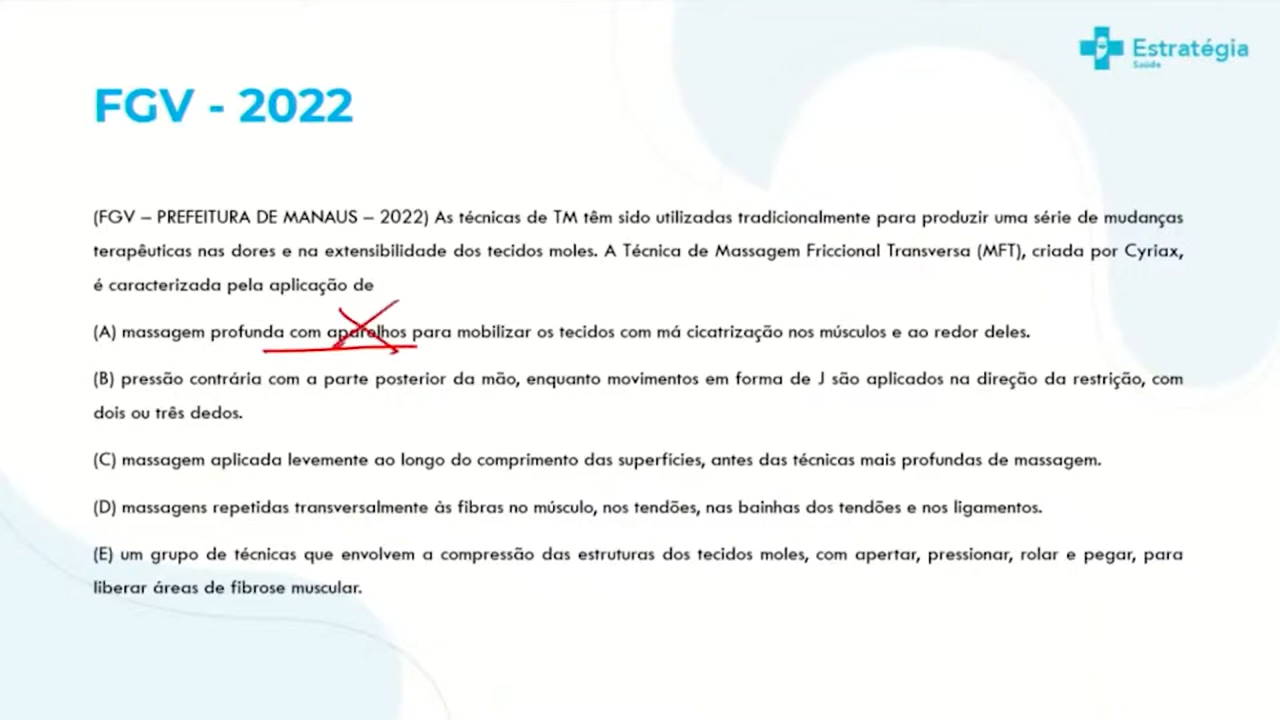 Estratégia
Saúde
FGV - 2022
(FGV – PREFEITURA DE MANAUS – 2022) As técnicas de TM têm sido utilizadas tradicionalmente para produzir uma série de mudanças
terapêuticas nas dores e na extensibilidade dos tecidos moles. A Técnica de Massagem Friccional Transversa (MFT), criada por Cyriax,
é caracterizada pela aplicação de
(A) massagem profunda com aparelhos para mobilizar os tecidos com má cicatrização nos músculos e ao redor deles.
(B) pressão contrária com a parte posterior da mão, enquanto movimentos em forma de J são aplicados na direção da restrição, com
dois ou três dedos.
(C) massagem aplicada levemente ao longo do comprimento das superfícies, antes das técnicas mais profundas de massagem.
(D) massagens repetidas transversalmente às fibras no músculo, nos tendões, nas bainhas dos tendões e nos ligamentos.
(E) um grupo de técnicas que envolvem a compressão das estruturas dos tecidos moles, com apertar, pressionar, rolar e pegar, para
liberar áreas de fibrose muscular.